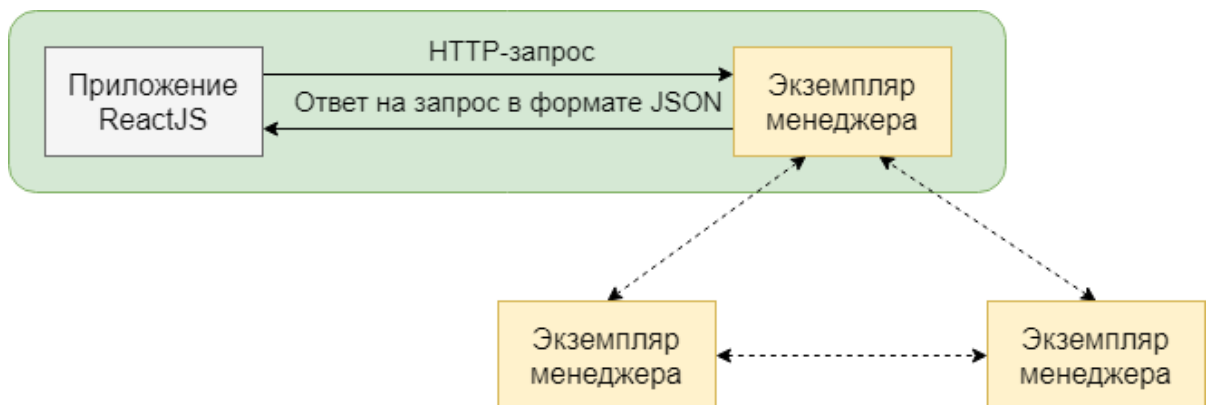 HTTP-запрос
Приложение
ReactJS
Ответ на запрос в формате JSON
Экземпляр
менеджера
Экземпляр
менеджера
Экземпляр
менеджера